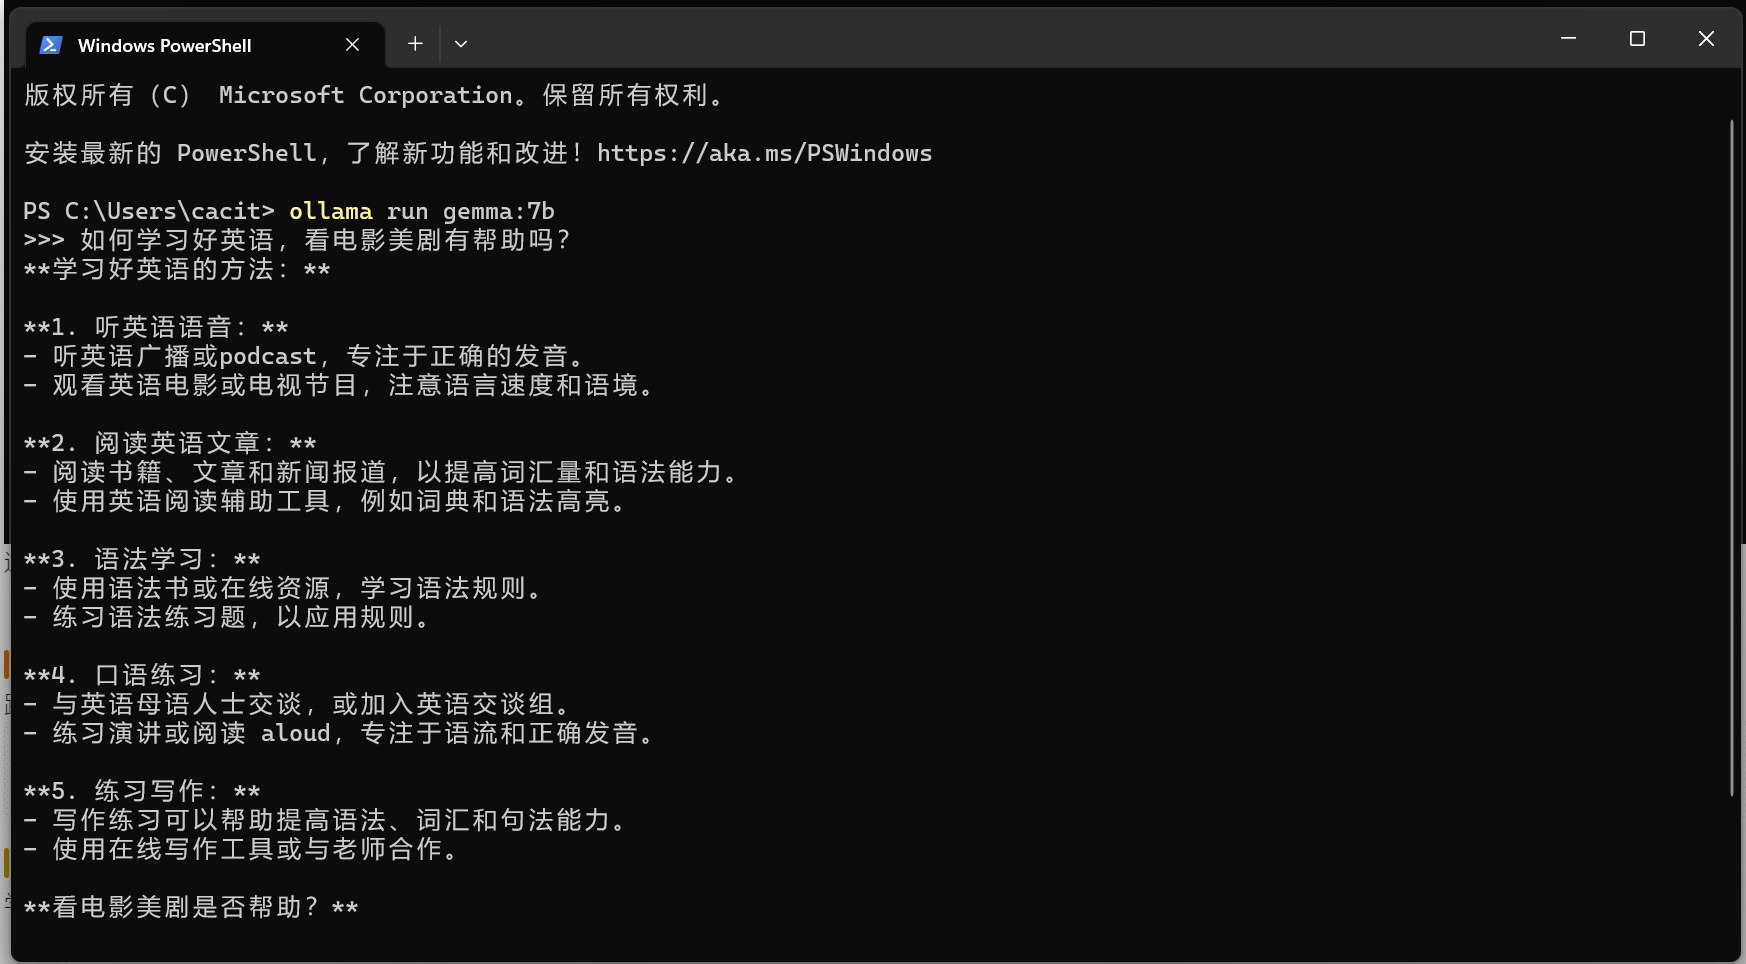 Windows PowerShell
版权所有（C） Microsoft Corporation。保留所有权利。
安装最新的 PowerShell，了解新功能和改进！https://aka.ms/PSWindows
PS C:\Users\cacit> ollama run gemma:7b
>>> 如何学习好英语，看电影美剧有帮助吗？
**学习好英语的方法：**
**1. 听英语语音：**
- 听英语广播或podcast，专注于正确的发音。
- 观看英语电影或电视节目，注意语言速度和语境。
**2. 阅读英语文章：**
- 阅读书籍、文章和新闻报道，以提高词汇量和语法能力。
- 使用英语阅读辅助工具，例如词典和语法高亮。
**3. 语法学习：**
- 使用语法书或在线资源，学习语法规则。
- 练习语法练习题，以应用规则。
**4. 口语练习：**
- 与英语母语人士交谈，或加入英语交谈组。
- 练习演讲或阅读 aloud，专注于语流和正确发音。
**5. 练习写作：**
- 写作练习可以帮助提高语法、词汇和句法能力。
- 使用在线写作工具或与老师合作。
**看电影美剧是否帮助？**